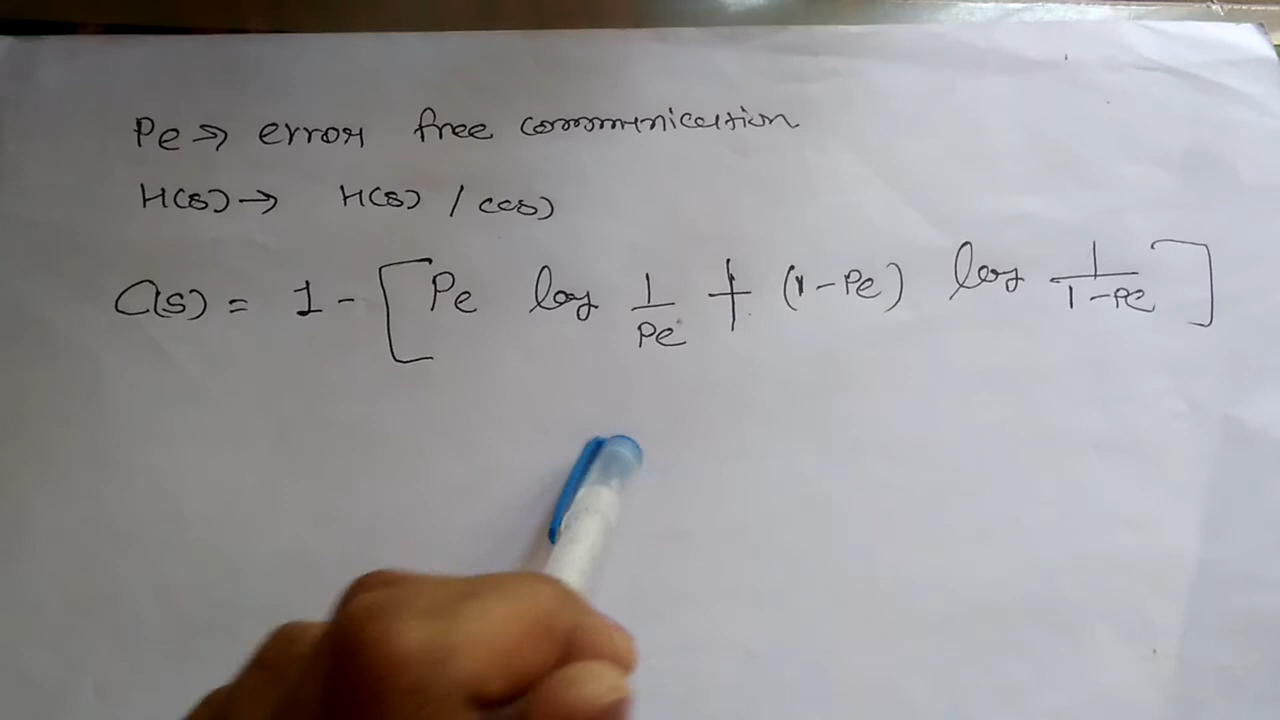 Pe → error free communication
H(s) → H(s) / C(s)
C(s) = 1 - [ Pe log 1/Pe + (1-Pe) log 1/1-Pe ]